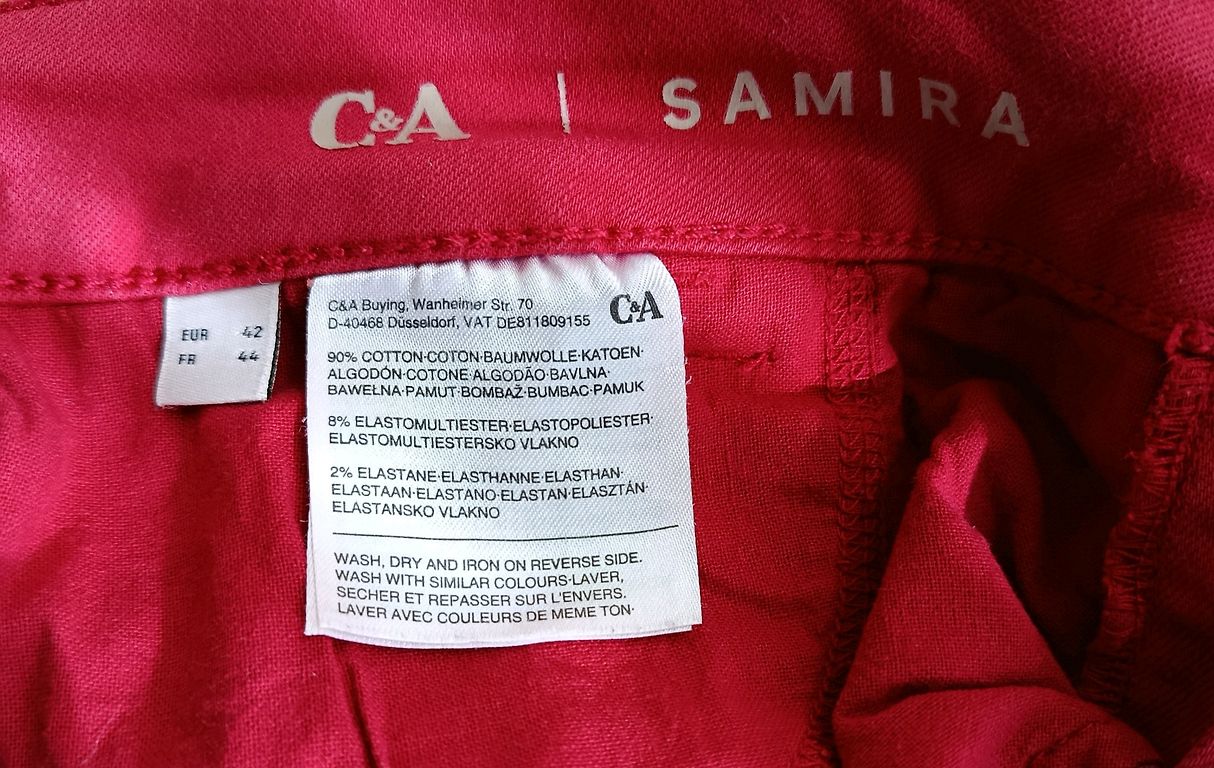 C&A | SAMIRA
EUR 42
FR 44
C&A Buying, Wanheimer Str. 70
D-40468 Düsseldorf, VAT DE811809155
C&A
90% COTTON·COTON·BAUMWOLLE·KATOEN·
ALGODÓN·COTONE·ALGODÃO·BAVLNA·
BAWEŁNA·PAMUT·BOMBAŽ·BUMBAC·PAMUK
8% ELASTOMULTIESTER·ELASTOPOLIESTER·
ELASTOMULTIESTERSKO VLAKNO
2% ELASTANE·ELASTHANNE·ELASTHAN·
ELASTAAN·ELASTANO·ELASTAN·ELASZTÁN·
ELASTANSKO VLAKNO
WASH, DRY AND IRON ON REVERSE SIDE.
WASH WITH SIMILAR COLOURS·LAVER,
SECHER ET REPASSER SUR L'ENVERS.
LAVER AVEC COULEURS DE MEME TON·